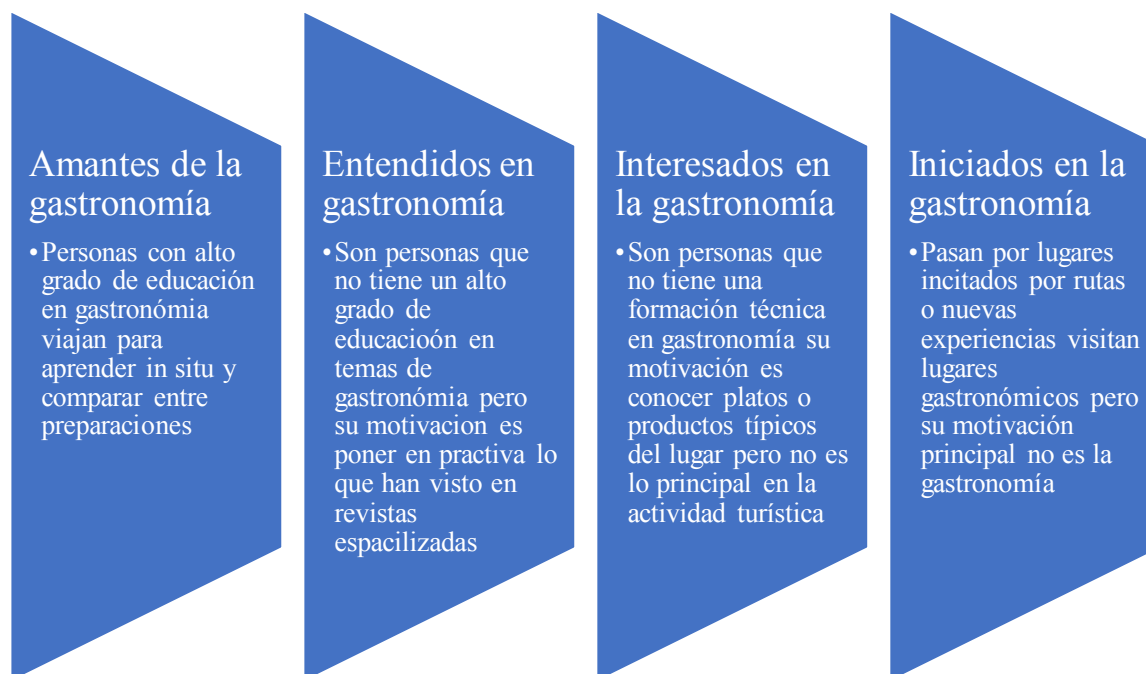 Amantes de la
gastronomía
•Personas con alto
grado de educación
en gastronómia
viajan para
aprender in situ y
comparar entre
preparaciones
Entendidos en
gastronomía
•Son personas que
no tiene un alto
grado de
educacioón en
temas de
gastronómia pero
su motivacion es
poner en practiva lo
que han visto en
revistas
espacilizadas
Interesados en
la gastronomía
•Son personas que
no tiene una
formación técnica
en gastronomía su
motivación es
conocer platos o
productos típicos
del lugar pero no es
lo principal en la
actividad turística
Iniciados en la
gastronomía
•Pasan por lugares
incitados por rutas
o nuevas
experiencias visitan
lugares
gastronómicos pero
su motivación
principal no es la
gastronomía